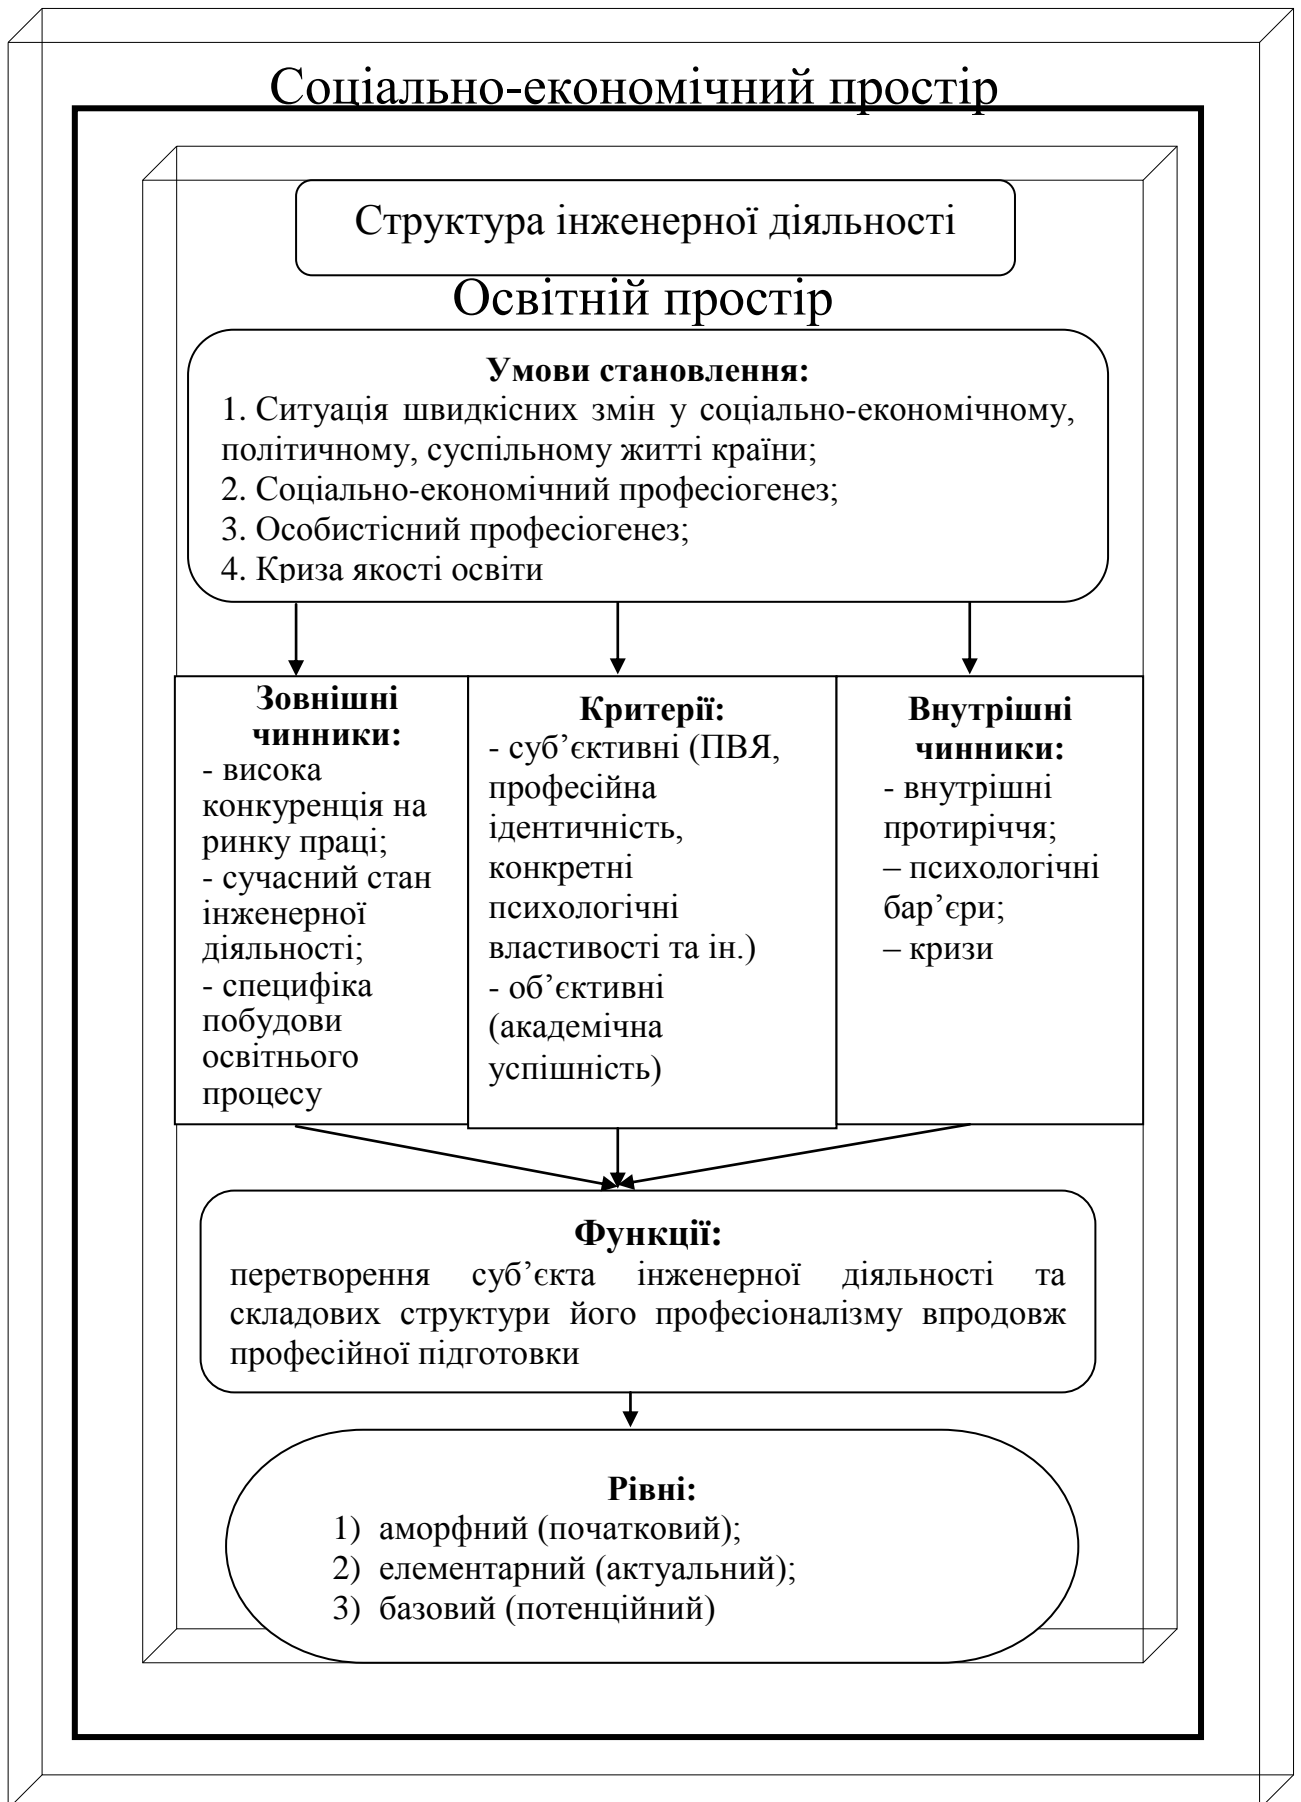 Соціально-економічний простір
Структура інженерної діяльності
Освітній простір
Умови становлення:
1. Ситуація швидкісних змін у соціально-економічному,
політичному, суспільному житті країни;
2. Соціально-економічний професіогенез;
3. Особистісний професіогенез;
4. Криза якості освіти
Зовнішні
чинники:
- висока
конкуренція на
ринку праці;
- сучасний стан
інженерної
діяльності;
- специфіка
побудови
освітнього
процесу
Критерії:
- суб’єктивні (ПВЯ,
професійна
ідентичність,
конкретні
психологічні
властивості та ін.)
- об’єктивні
(академічна
успішність)
Внутрішні
чинники:
- внутрішні
протиріччя;
– психологічні
бар’єри;
– кризи
Функції:
перетворення суб’єкта інженерної діяльності та
складових структури його професіоналізму впродовж
професійної підготовки
Рівні:
1) аморфний (початковий);
2) елементарний (актуальний);
3) базовий (потенційний)